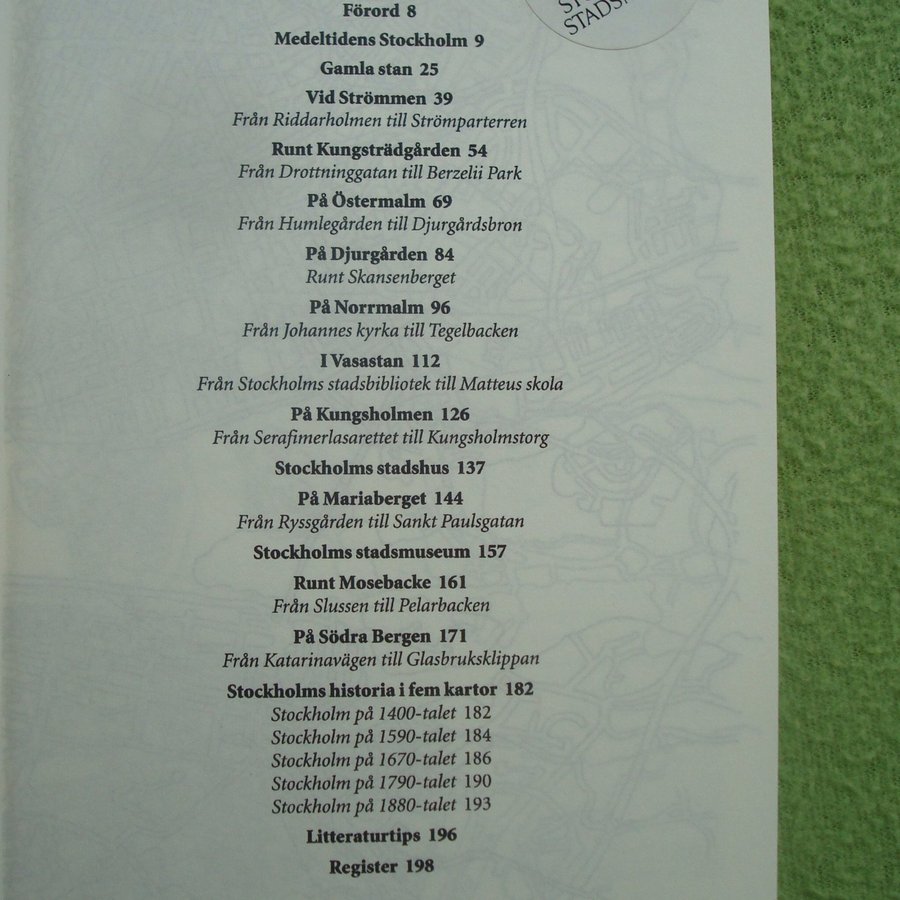 STADS
Förord 8
Medeltidens Stockholm 9
Gamla stan 25
Vid Strömmen 39
Från Riddarholmen till Strömparterren
Runt Kungsträdgården 54
Från Drottninggatan till Berzelii Park
På Östermalm 69
Från Humlegården till Djurgårdsbron
På Djurgården 84
Runt Skansenberget
På Norrmalm 96
Från Johannes kyrka till Tegelbacken
I Vasastan 112
Från Stockholms stadsbibliotek till Matteus skola
På Kungsholmen 126
Från Serafimerlasarettet till Kungsholmstorg
Stockholms stadshus 137
På Mariaberget 144
Från Ryssgården till Sankt Paulsgatan
Stockholms stadsmuseum 157
Runt Mosebacke 161
Från Slussen till Pelarbacken
På Södra Bergen 171
Från Katarinavägen till Glasbruksklippan
Stockholms historia i fem kartor 182
Stockholm på 1400-talet 182
Stockholm på 1590-talet 184
Stockholm på 1670-talet 186
Stockholm på 1790-talet 190
Stockholm på 1880-talet 193
Litteraturtips 196
Register 198